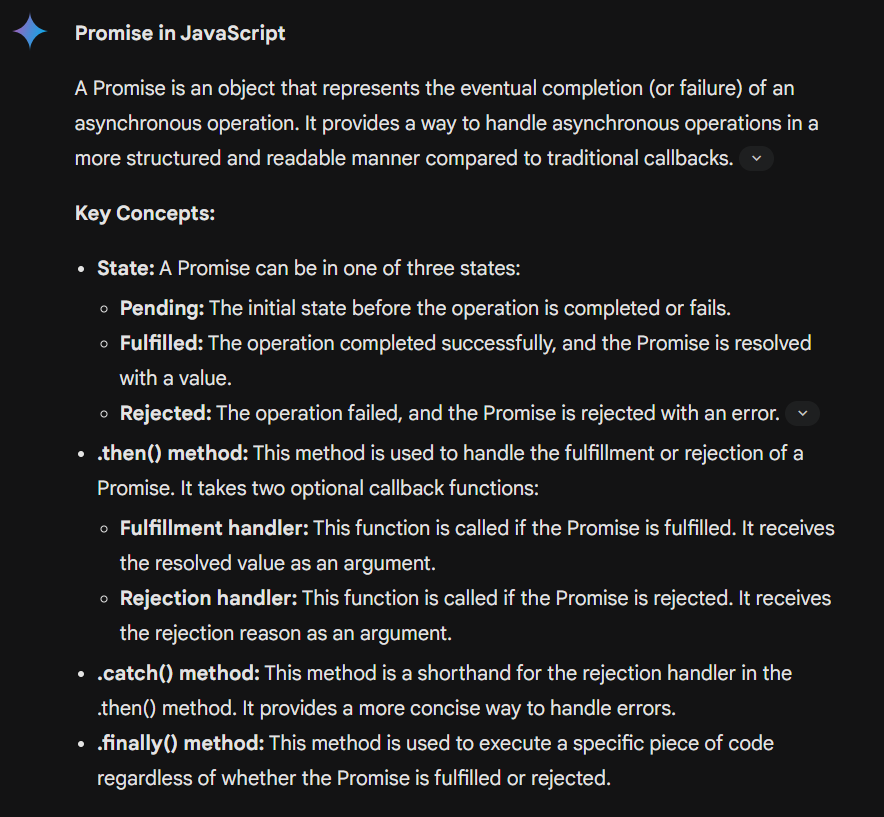 Promise in JavaScript
A Promise is an object that represents the eventual completion (or failure) of an
asynchronous operation. It provides a way to handle asynchronous operations in a
more structured and readable manner compared to traditional callbacks.
Key Concepts:
• State: A Promise can be in one of three states:
◦ Pending: The initial state before the operation is completed or fails.
◦ Fulfilled: The operation completed successfully, and the Promise is resolved
with a value.
◦ Rejected: The operation failed, and the Promise is rejected with an error.
• .then() method: This method is used to handle the fulfillment or rejection of a
Promise. It takes two optional callback functions:
◦ Fulfillment handler: This function is called if the Promise is fulfilled. It receives
the resolved value as an argument.
◦ Rejection handler: This function is called if the Promise is rejected. It receives
the rejection reason as an argument.
• .catch() method: This method is a shorthand for the rejection handler in the
.then() method. It provides a more concise way to handle errors.
• .finally() method: This method is used to execute a specific piece of code
regardless of whether the Promise is fulfilled or rejected.